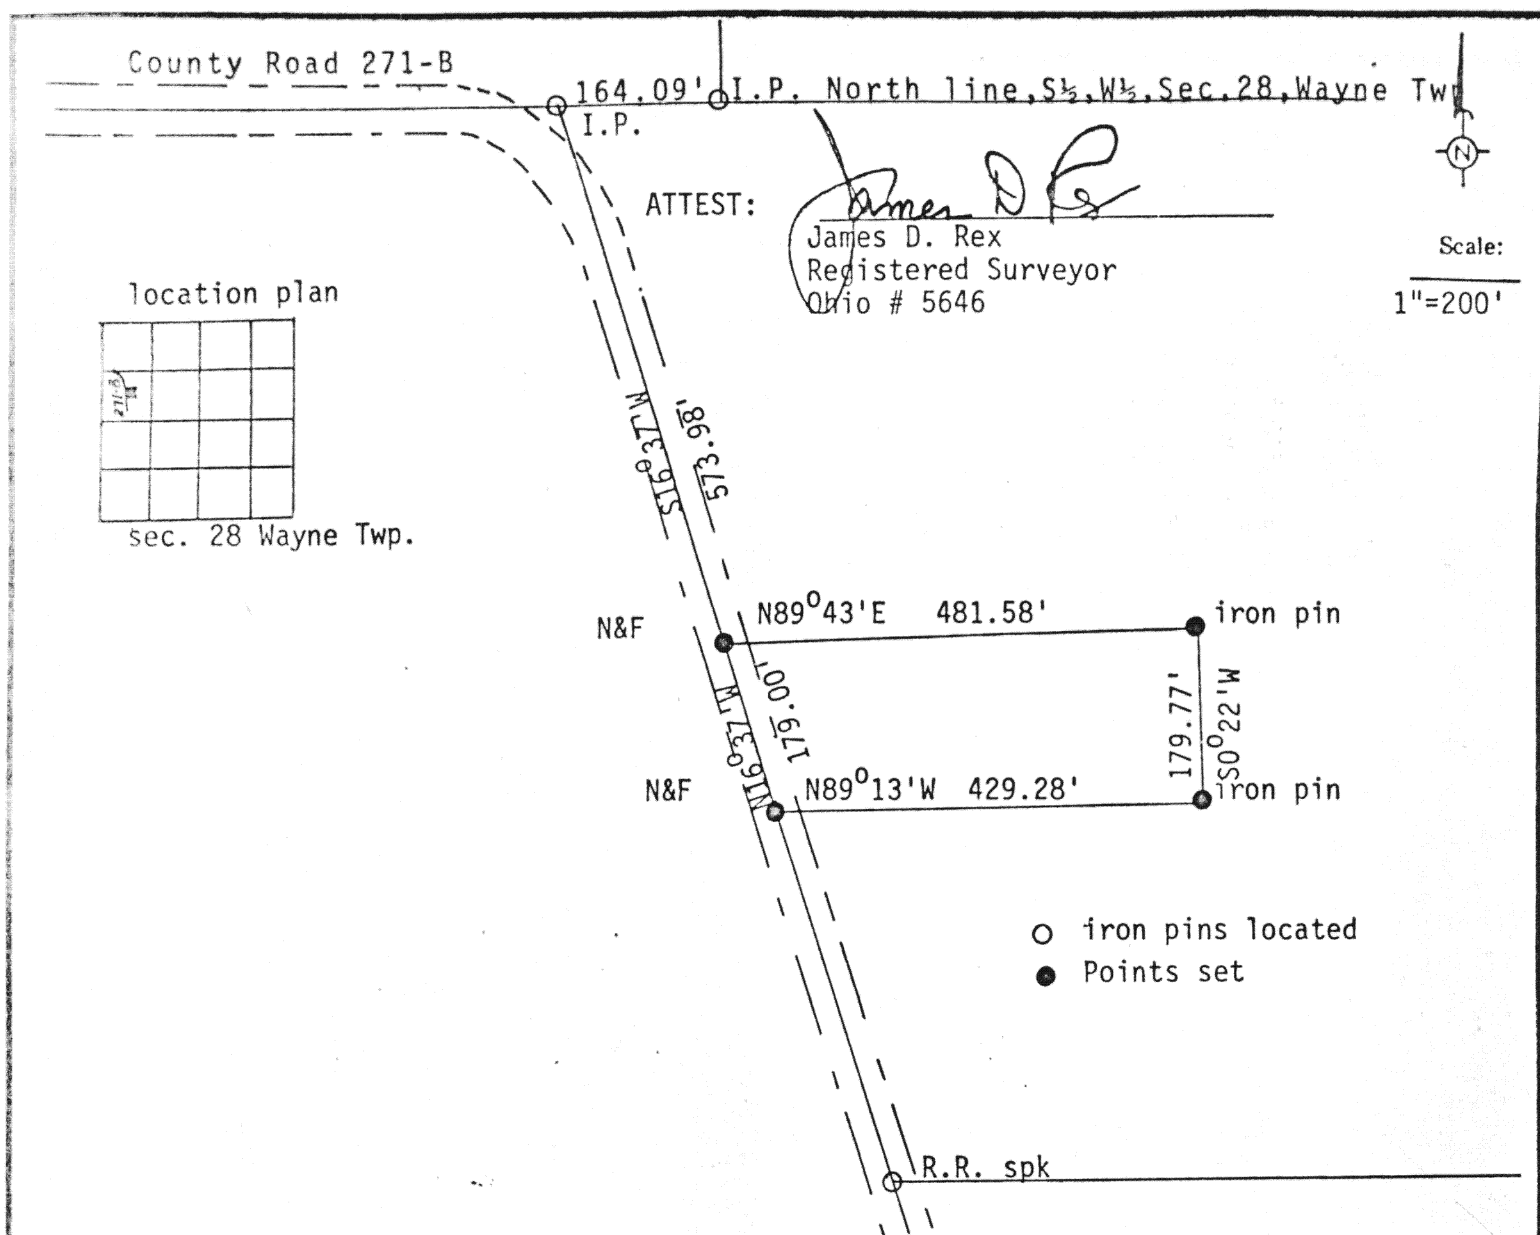 County Road 271-B
164.09' I.P. North line,S½,W½,Sec.28,Wayne Twp
I.P.
N
ATTEST: James D Rex
James D. Rex
Registered Surveyor
Ohio # 5646
Scale:
1"=200'
location plan
271-B
sec. 28 Wayne Twp.
S16°37'W
573.98'
N&F
N89°43'E 481.58'
iron pin
N16°37'W
179.00'
179.77'
S0°22'W
N&F
N89°13'W 429.28'
iron pin
iron pins located
Points set
R.R. spk